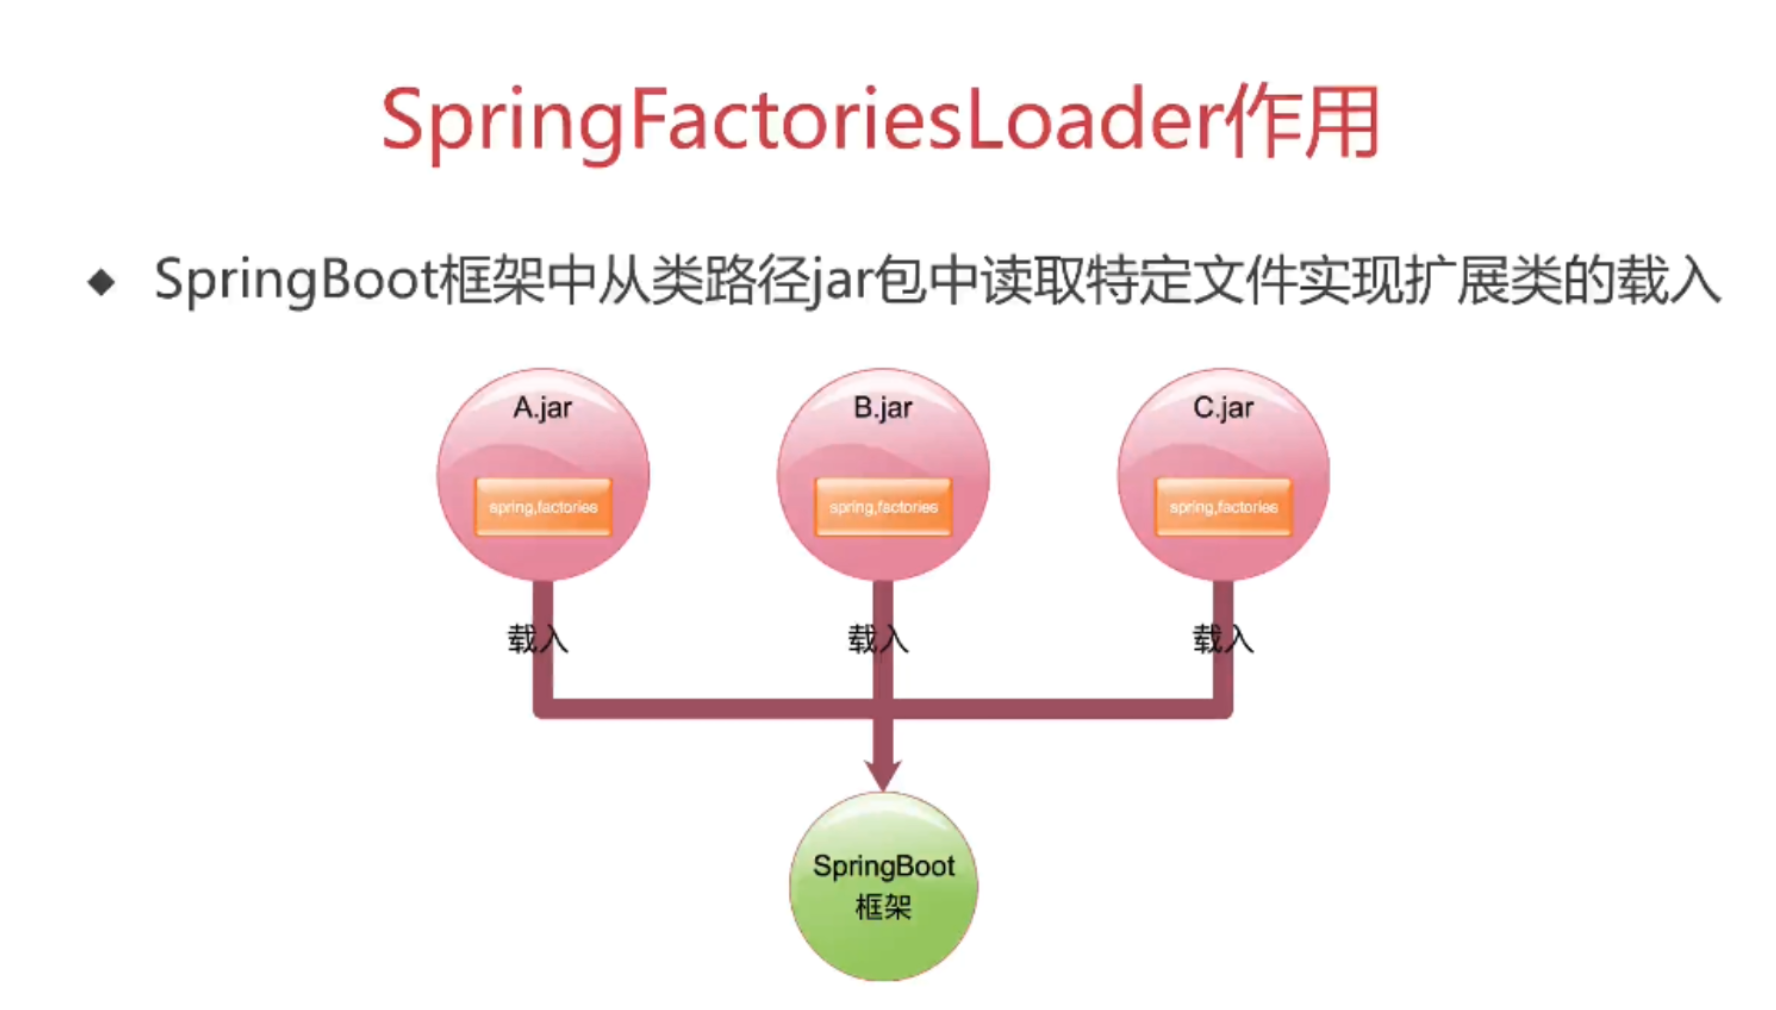 SpringFactoriesLoader作用
◆ SpringBoot框架中从类路径jar包中读取特定文件实现扩展类的载入
A.jar
B.jar
C.jar
spring,factories
spring,factories
spring,factories
载入
载入
载入
SpringBoot
框架